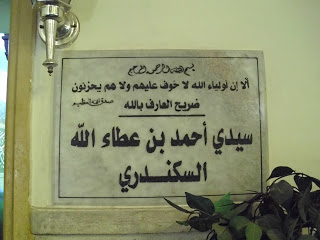 بسم الله الرحمن الرحيم
ألا إن أولياء الله لا خوف عليهم ولا هم يحزنون
صدق الله العظيم
ضريح العارف بالله
سيدي أحمد بن عطاء الله
السكندري